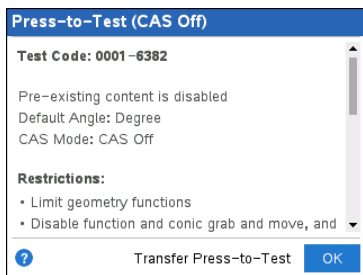 Press-to-Test (CAS Off)
Test Code: 0001-6382
Pre-existing content is disabled
Default Angle: Degree
CAS Mode: CAS Off
Restrictions:
• Limit geometry functions
• Disable function and conic grab and move, and
? Transfer Press-to-Test OK